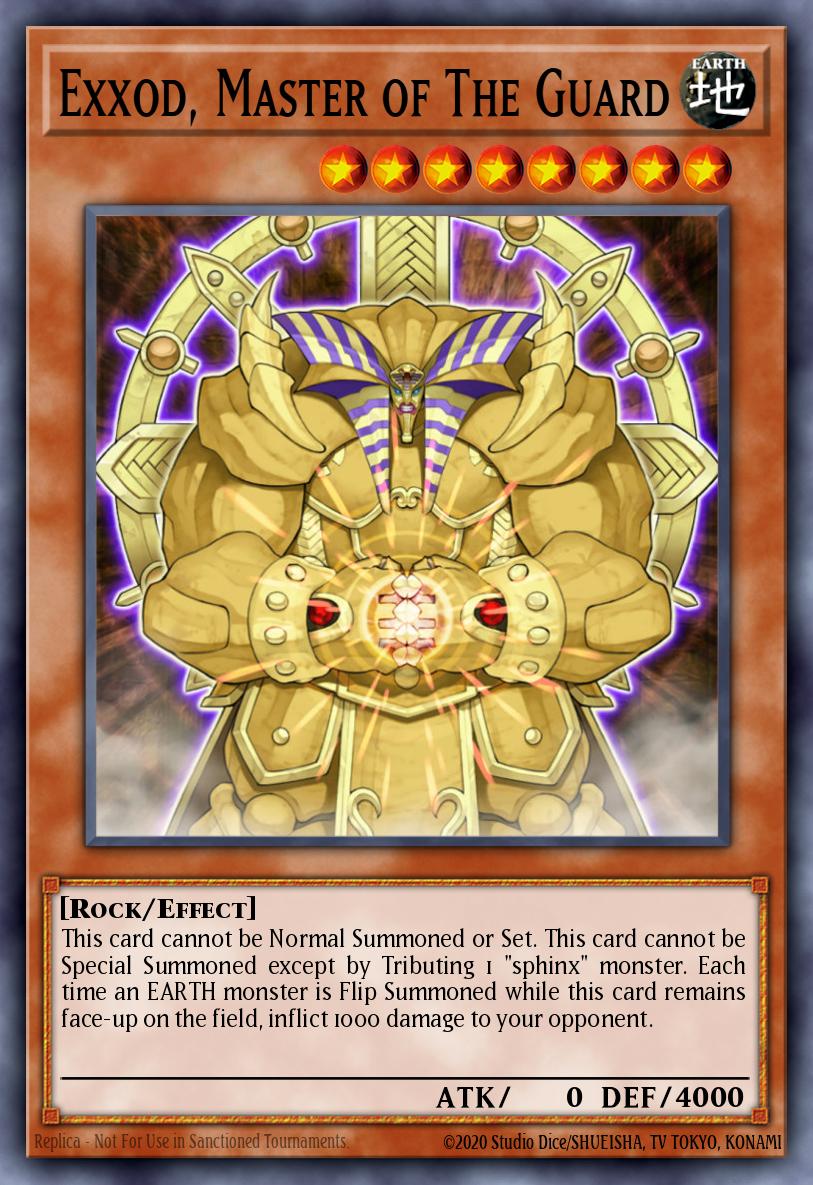 Exxod, Master of The Guard
EARTH
地
[Rock/Effect]
This card cannot be Normal Summoned or Set. This card cannot be
Special Summoned except by Tributing 1 "sphinx" monster. Each
time an EARTH monster is Flip Summoned while this card remains
face-up on the field, inflict 1000 damage to your opponent.
ATK/ 0 DEF/4000
Replica - Not For Use in Sanctioned Tournaments.
©2020 Studio Dice/SHUEISHA, TV TOKYO, KONAMI